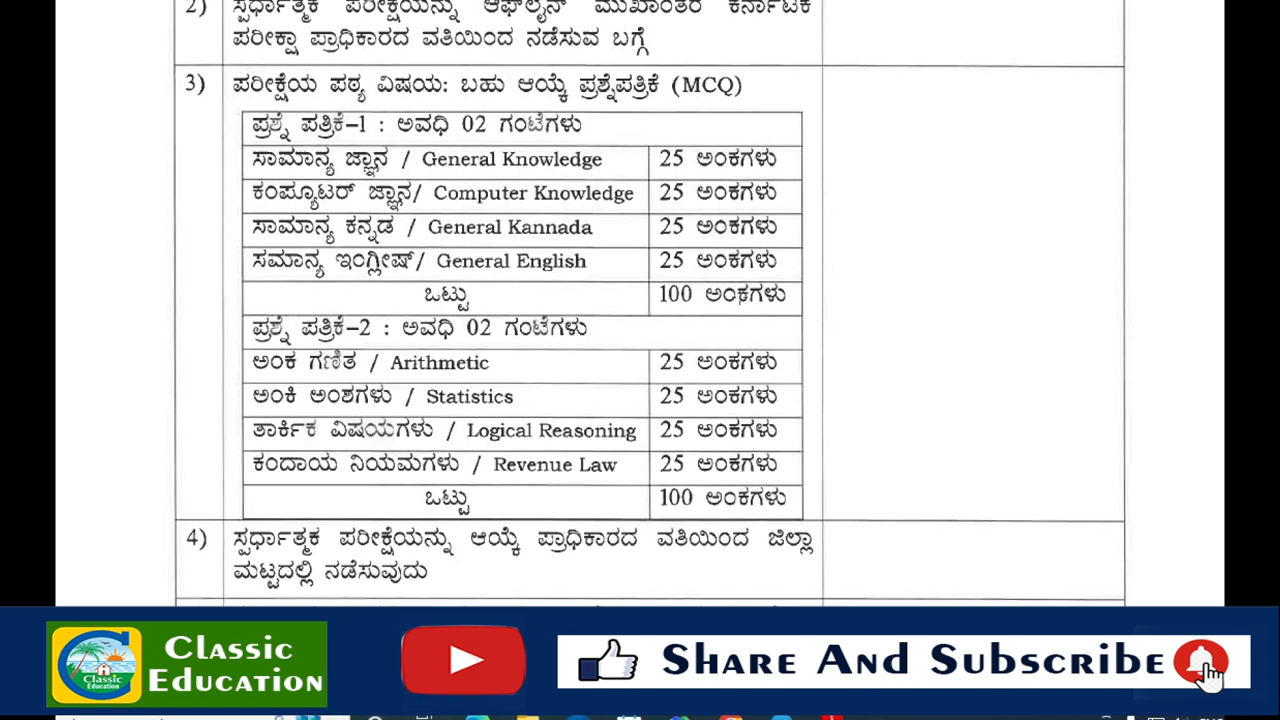 2) ಸ್ಪರ್ಧಾತ್ಮಕ ಪರೀಕ್ಷೆಯನ್ನು ಆಫ್‌ಲೈನ್ ಮುಖಾಂತರ ಕರ್ನಾಟಕ
ಪರೀಕ್ಷಾ ಪ್ರಾಧಿಕಾರದ ವತಿಯಿಂದ ನಡೆಸುವ ಬಗ್ಗೆ
3) ಪರೀಕ್ಷೆಯ ಪಠ್ಯ ವಿಷಯ: ಬಹು ಆಯ್ಕೆ ಪ್ರಶ್ನೆಪತ್ರಿಕೆ (MCQ)
ಪ್ರಶ್ನೆ ಪತ್ರಿಕೆ-1 : ಅವಧಿ 02 ಗಂಟೆಗಳು
ಸಾಮಾನ್ಯ ಜ್ಞಾನ / General Knowledge 25 ಅಂಕಗಳು
ಕಂಪ್ಯೂಟರ್ ಜ್ಞಾನ/ Computer Knowledge 25 ಅಂಕಗಳು
ಸಾಮಾನ್ಯ ಕನ್ನಡ / General Kannada 25 ಅಂಕಗಳು
ಸಮಾನ್ಯ ಇಂಗ್ಲೀಷ್/ General English 25 ಅಂಕಗಳು
ಒಟ್ಟು 100 ಅಂಕಗಳು
ಪ್ರಶ್ನೆ ಪತ್ರಿಕೆ-2 : ಅವಧಿ 02 ಗಂಟೆಗಳು
ಅಂಕ ಗಣಿತ / Arithmetic 25 ಅಂಕಗಳು
ಅಂಕಿ ಅಂಶಗಳು / Statistics 25 ಅಂಕಗಳು
ತಾರ್ಕಿಕ ವಿಷಯಗಳು / Logical Reasoning 25 ಅಂಕಗಳು
ಕಂದಾಯ ನಿಯಮಗಳು / Revenue Law 25 ಅಂಕಗಳು
ಒಟ್ಟು 100 ಅಂಕಗಳು
4) ಸ್ಪರ್ಧಾತ್ಮಕ ಪರೀಕ್ಷೆಯನ್ನು ಆಯ್ಕೆ ಪ್ರಾಧಿಕಾರದ ವತಿಯಿಂದ ಜಿಲ್ಲಾ
ಮಟ್ಟದಲ್ಲಿ ನಡೆಸುವುದು
Classic
Education
Classic
Education
Share And Subscribe